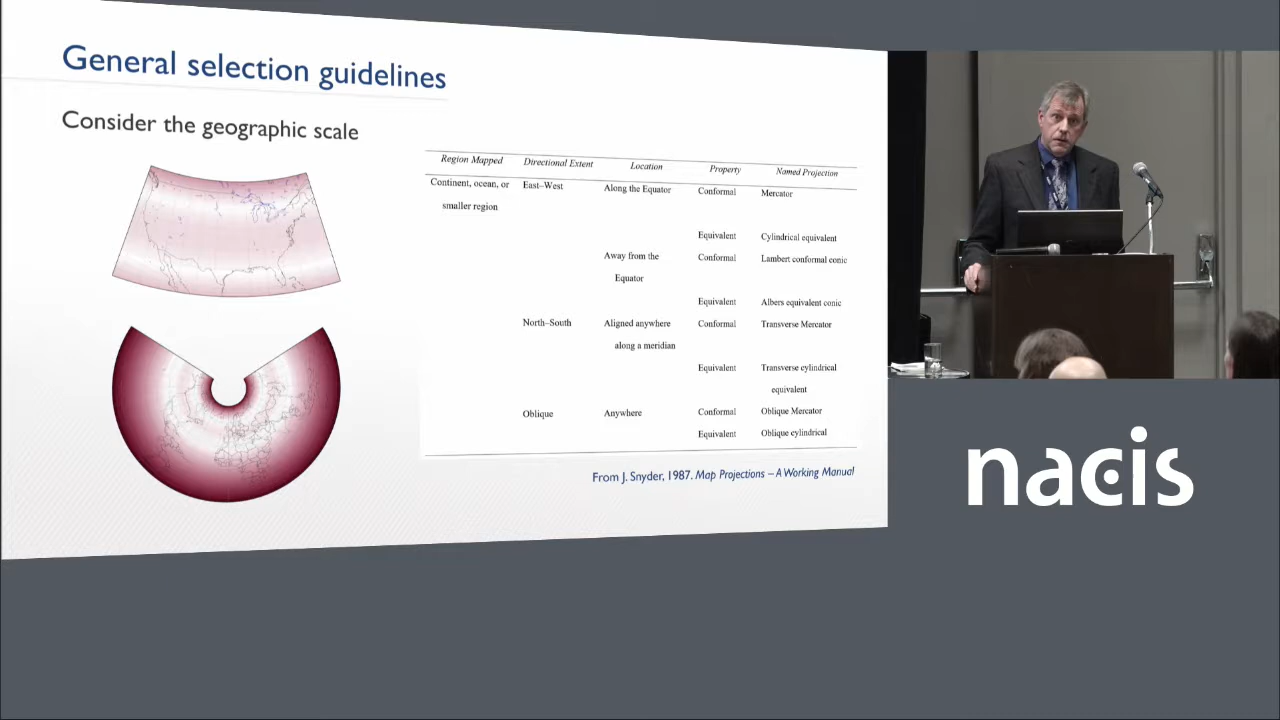 General selection guidelines
Consider the geographic scale
Region Mapped Directional Extent Location Property Named Projection
Continent, ocean, or East–West Along the Equator Conformal Mercator
smaller region
Equivalent Cylindrical equivalent
Away from the Conformal Lambert conformal conic
Equator
Equivalent Albers equivalent conic
North–South Aligned anywhere Conformal Transverse Mercator
along a meridian
Equivalent Transverse cylindrical
equivalent
Oblique Anywhere Conformal Oblique Mercator
Equivalent Oblique cylindrical
From J. Snyder, 1987. Map Projections – A Working Manual
nacis